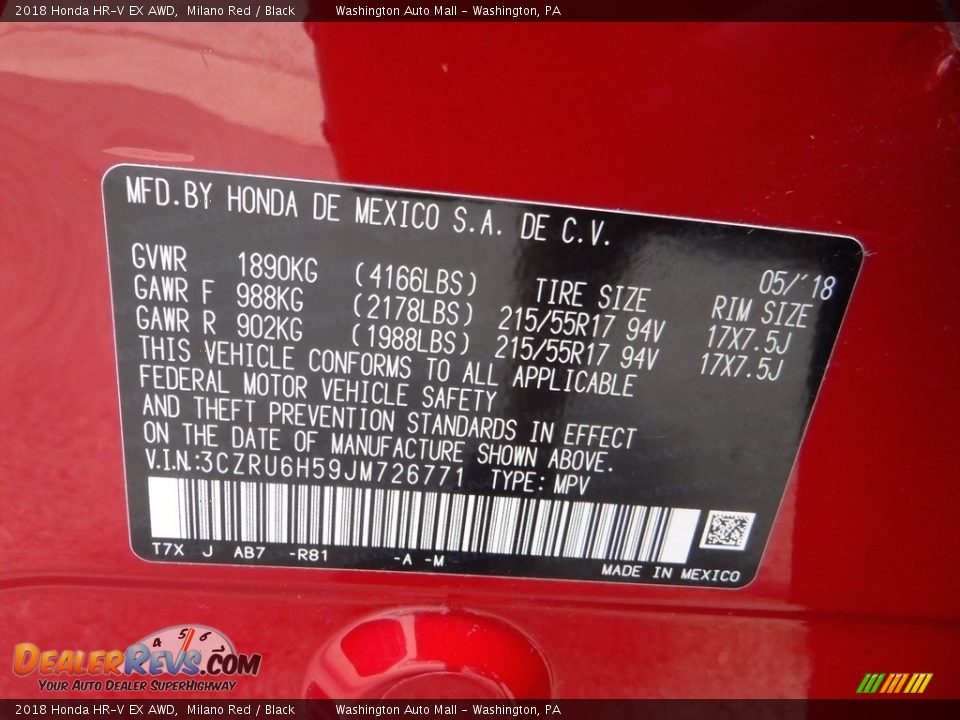 2018 Honda HR-V EX AWD, Milano Red / Black Washington Auto Mall - Washington, PA
MFD.BY HONDA DE MEXICO S.A. DE C.V.
05/'18
GVWR 1890KG (4166LBS) TIRE SIZE RIM SIZE
GAWR F 988KG (2178LBS) 215/55R17 94V 17X7.5J
GAWR R 902KG (1988LBS) 215/55R17 94V 17X7.5J
THIS VEHICLE CONFORMS TO ALL APPLICABLE
FEDERAL MOTOR VEHICLE SAFETY
AND THEFT PREVENTION STANDARDS IN EFFECT
ON THE DATE OF MANUFACTURE SHOWN ABOVE.
V.I.N.:3CZRU6H59JM726771 TYPE: MPV
T7X J AB7 -R81 -A -M
MADE IN MEXICO
4 5 6
DealerRevs.com
Your Auto Dealer SuperHighway
2018 Honda HR-V EX AWD, Milano Red / Black Washington Auto Mall - Washington, PA